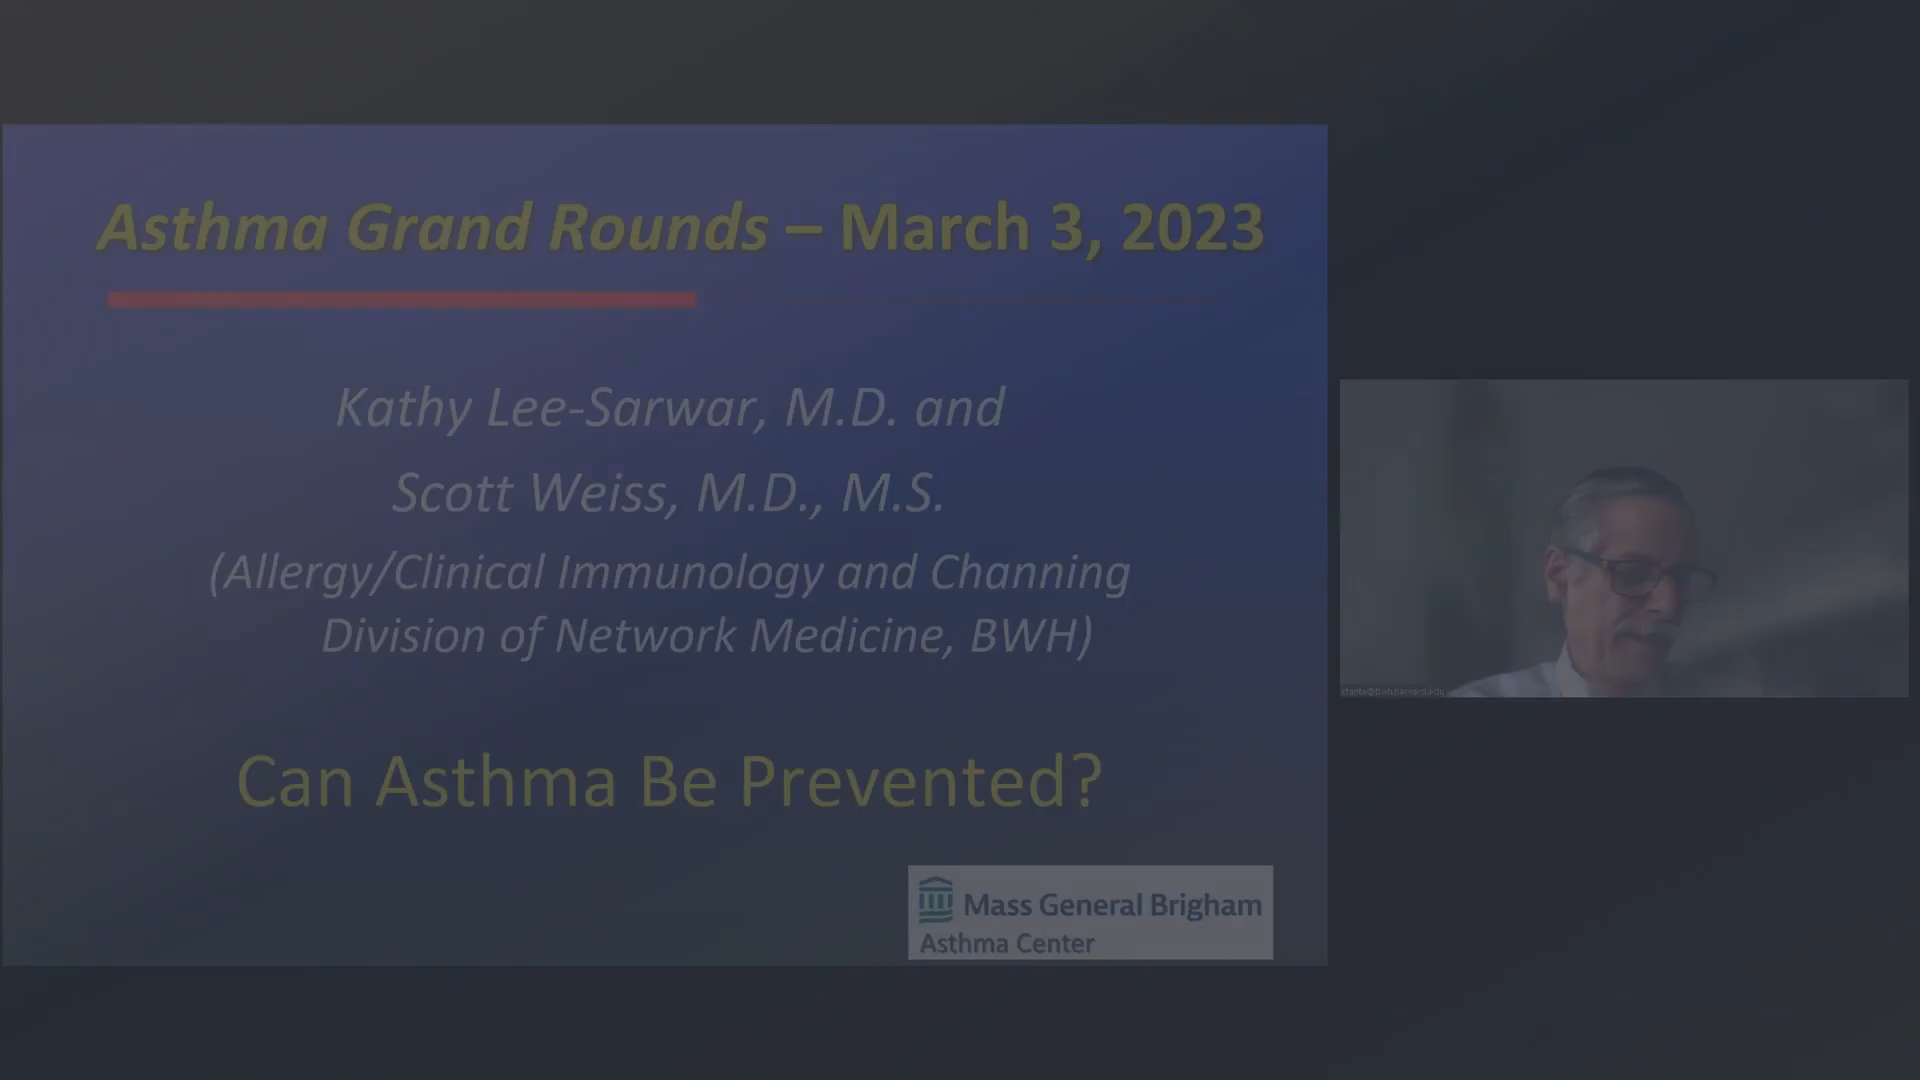 Asthma Grand Rounds – March 3, 2023
Kathy Lee-Sarwar, M.D. and
Scott Weiss, M.D., M.S.
(Allergy/Clinical Immunology and Channing
Division of Network Medicine, BWH)
Can Asthma Be Prevented?
Mass General Brigham
Asthma Center